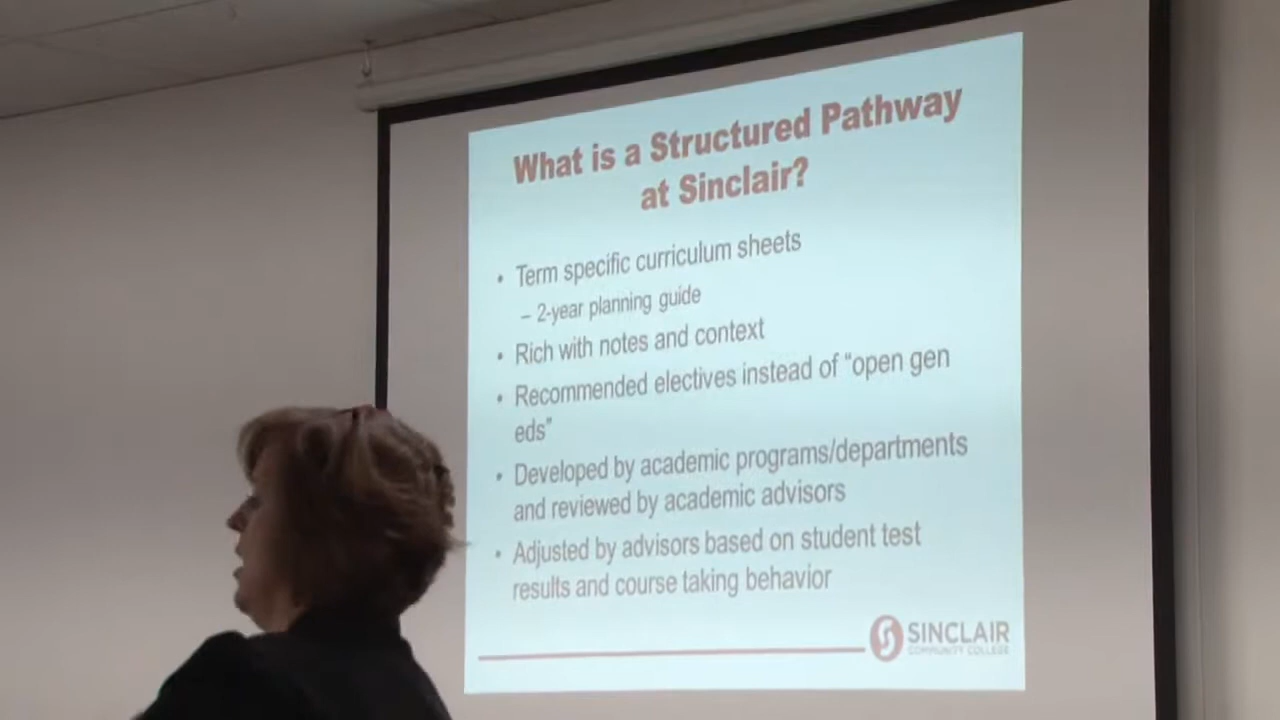 What is a Structured Pathway
at Sinclair?
• Term specific curriculum sheets
– 2-year planning guide
• Rich with notes and context
• Recommended electives instead of “open gen
eds”
• Developed by academic programs/departments
and reviewed by academic advisors
• Adjusted by advisors based on student test
results and course taking behavior
SINCLAIR
COMMUNITY COLLEGE